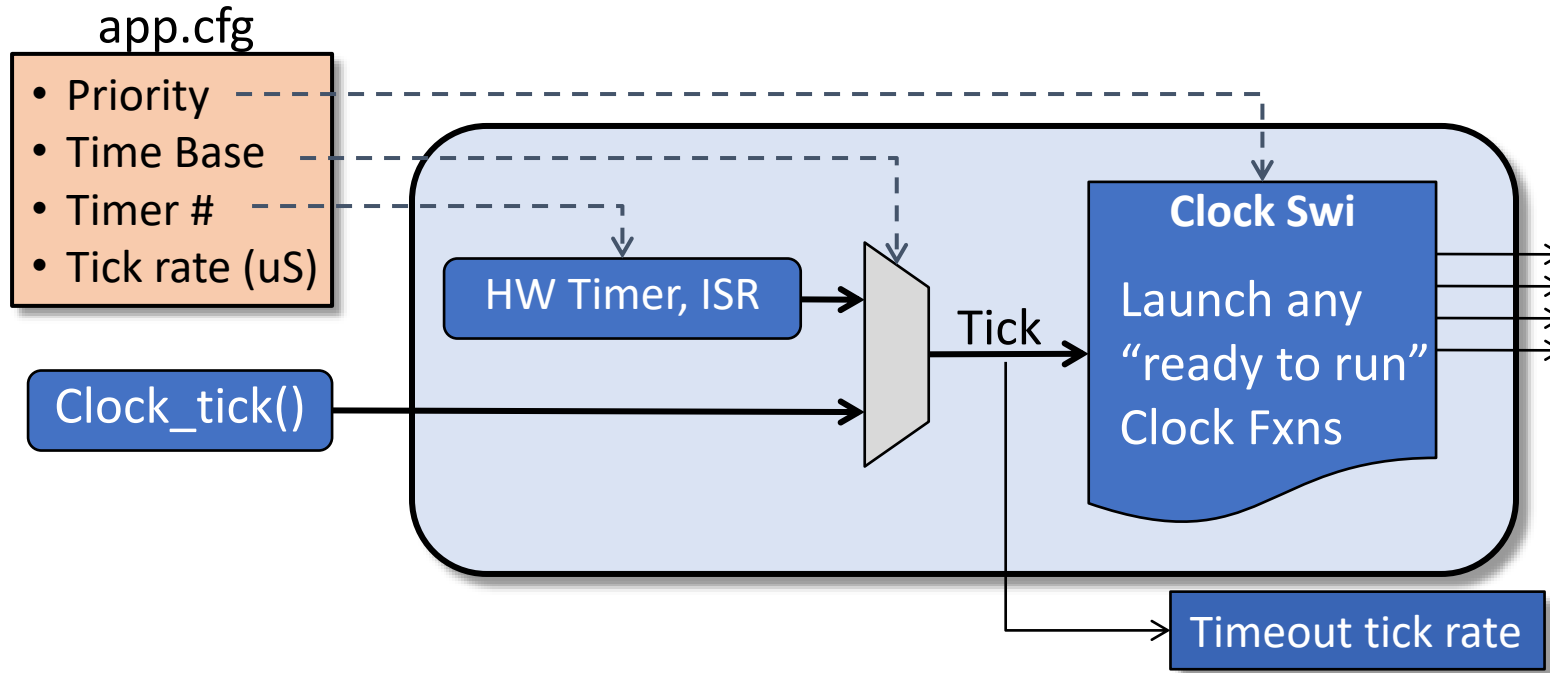 app.cfg
• Priority
• Time Base
• Timer #
• Tick rate (uS)
HW Timer, ISR
Clock_tick()
Tick
Clock Swi
Launch any
“ready to run”
Clock Fxns
Timeout tick rate